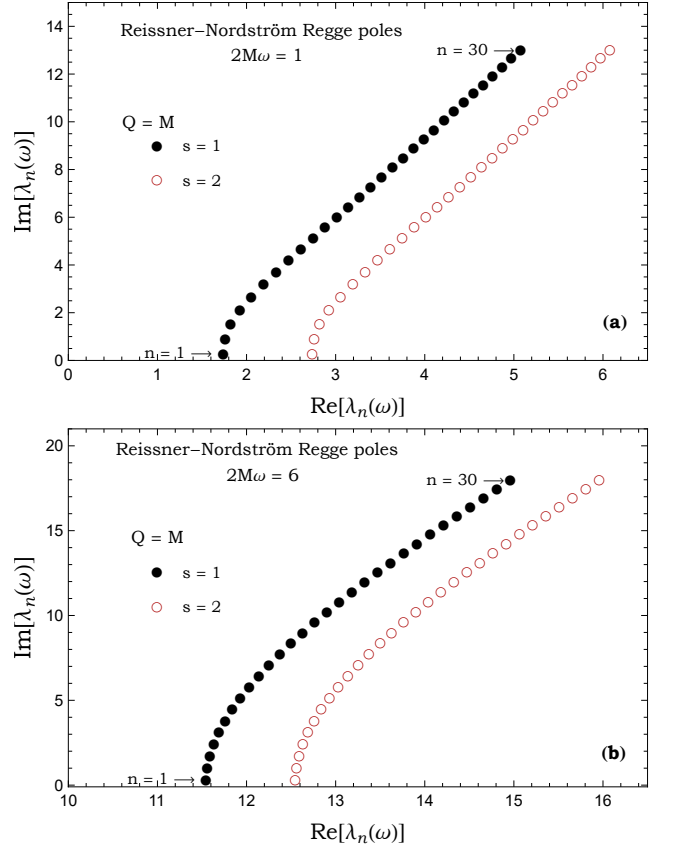 Reissner–Nordström Regge poles
2Mω = 1
n = 30 →
Q = M
s = 1
s = 2
n = 1 →
(a)
Im[λₙ(ω)]
14
12
10
8
6
4
2
0
0 1 2 3 4 5 6
Re[λₙ(ω)]
Reissner–Nordström Regge poles
2Mω = 6
n = 30 →
Q = M
s = 1
s = 2
n = 1 →
(b)
Im[λₙ(ω)]
20
15
10
5
0
10 11 12 13 14 15 16
Re[λₙ(ω)]